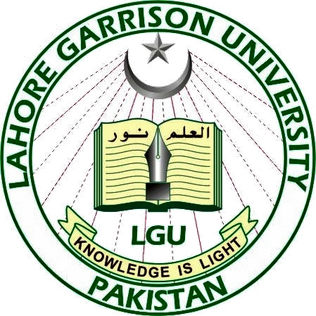 LAHORE GARRISON UNIVERSITY
العلم نور
LGU
KNOWLEDGE IS LIGHT
PAKISTAN